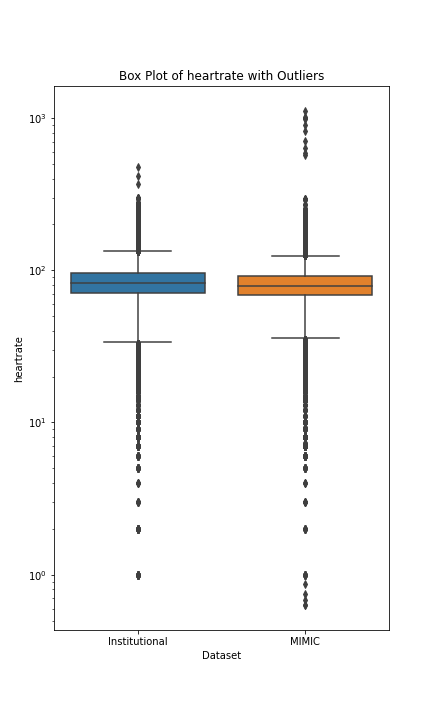 Box Plot of heartrate with Outliers
10³
10²
10¹
10⁰
heartrate
Institutional
MIMIC
Dataset